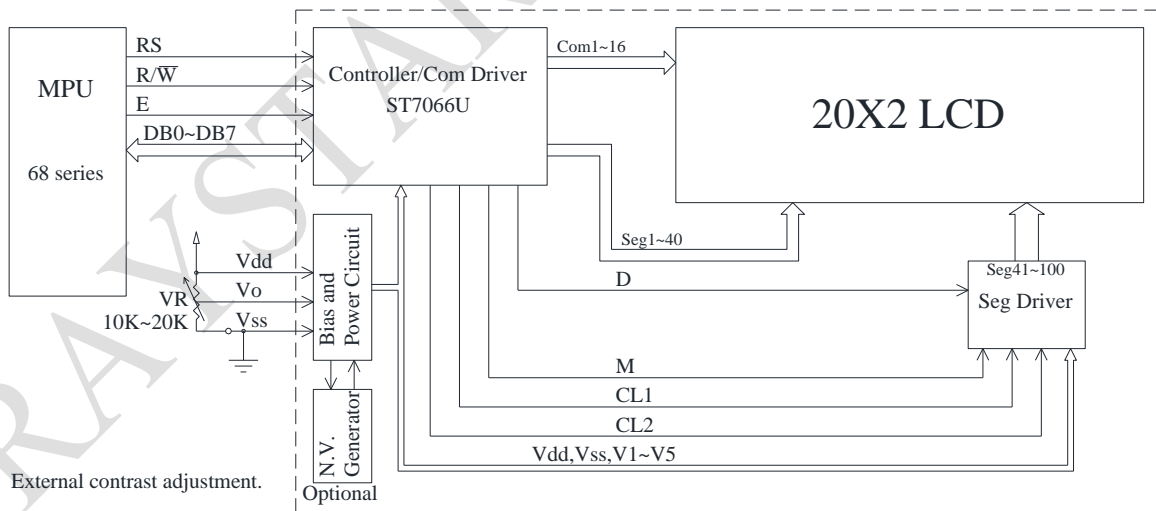 RS
R/W̅
E
DB0~DB7
MPU
68 series
Controller/Com Driver
ST7066U
Com1~16
20X2 LCD
Seg1~40
Seg41~100
Seg Driver
D
M
CL1
CL2
Vdd,Vss,V1~V5
Vdd
Vo
Vss
VR
10K~20K
Bias and
Power Circuit
N.V.
Generator
Optional
External contrast adjustment.
RAYSTAR